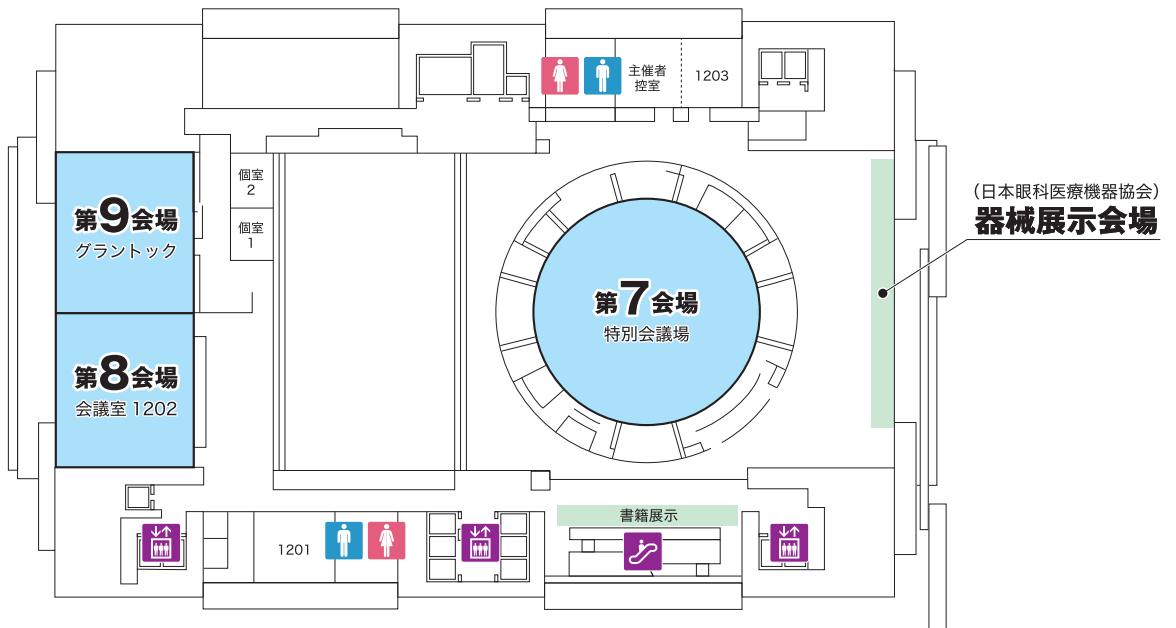 主催者
控室
1203
個室
2
個室
1
第9会場
グラントック
第8会場
会議室 1202
第7会場
特別会議場
(日本眼科医療機器協会)
器械展示会場
1201
書籍展示